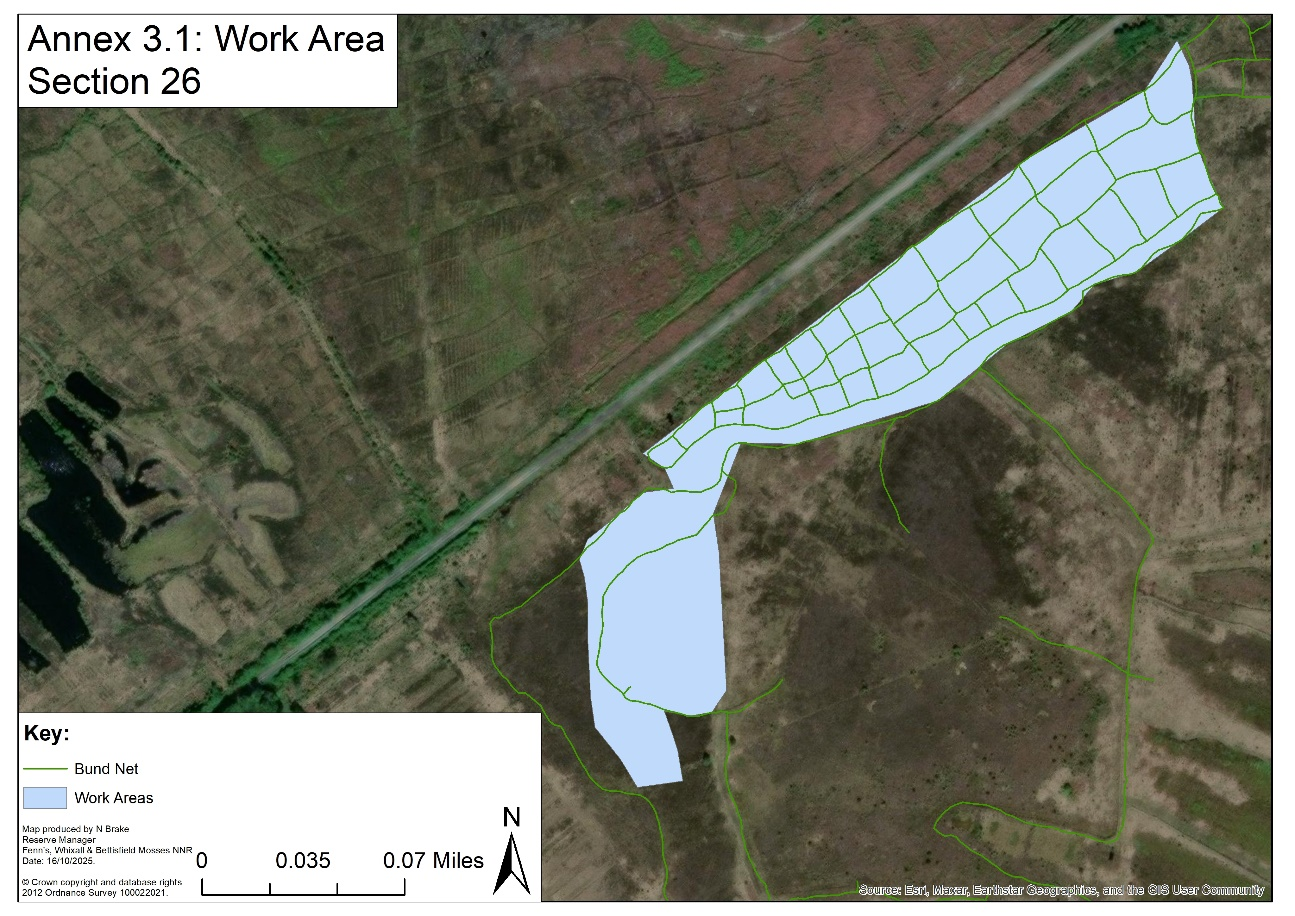 Annex 3.1: Work Area
Section 26
Key:
Bund Net
Work Areas
Map produced by N Brake
Reserve Manager
Fenn's, Whixall & Bettisfield Mosses NNR
Date: 16/10/2025.
© Crown copyright and database rights
2012 Ordnance Survey 100022021.
0 0.035 0.07 Miles
N
Source: Esri, Maxar, Earthstar Geographics, and the GIS User Community